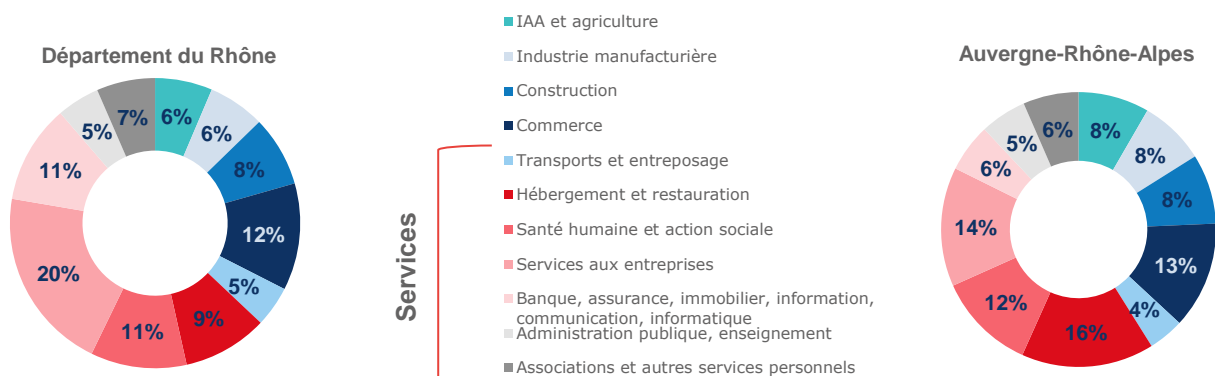 Département du Rhône
6%
6%
8%
12%
5%
9%
11%
20%
11%
5%
7%
Services
IAA et agriculture
Industrie manufacturière
Construction
Commerce
Transports et entreposage
Hébergement et restauration
Santé humaine et action sociale
Services aux entreprises
Banque, assurance, immobilier, information,
communication, informatique
Administration publique, enseignement
Associations et autres services personnels
Auvergne-Rhône-Alpes
8%
8%
8%
13%
4%
16%
12%
14%
6%
5%
6%